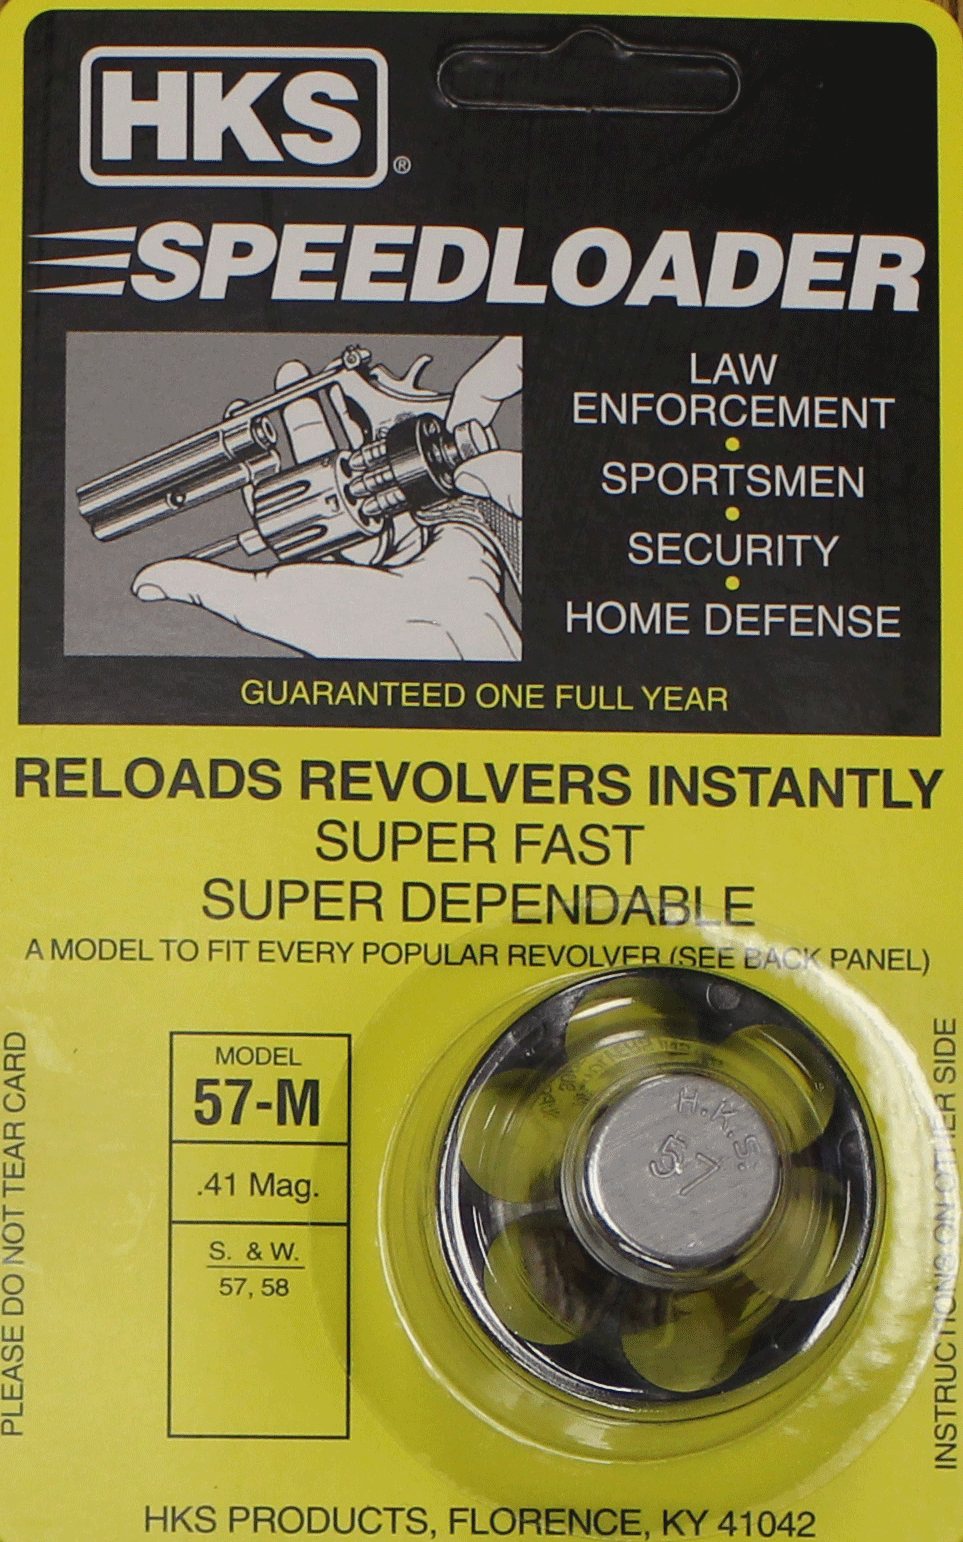 HKS®
SPEEDLOADER
LAW
ENFORCEMENT
•
SPORTSMEN
•
SECURITY
•
HOME DEFENSE
GUARANTEED ONE FULL YEAR
RELOADS REVOLVERS INSTANTLY
SUPER FAST
SUPER DEPENDABLE
A MODEL TO FIT EVERY POPULAR REVOLVER (SEE BACK PANEL)
PLEASE DO NOT TEAR CARD
MODEL
57-M
.41 Mag.
S. & W.
57, 58
H.K.S.
57
INSTRUCTIONS ON OTHER SIDE
HKS PRODUCTS, FLORENCE, KY 41042